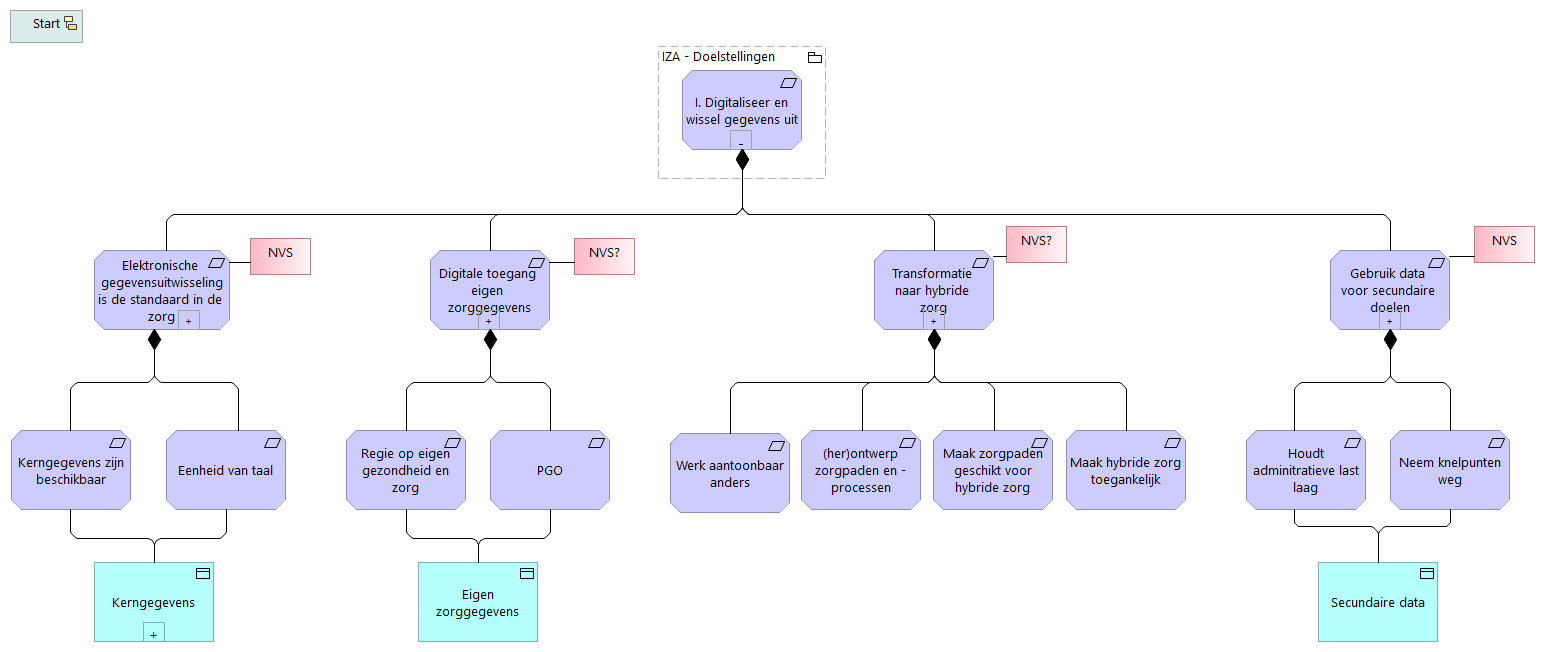 Start
IZA - Doelstellingen
I. Digitaliseer en
wissel gegevens uit
-
NVS
NVS?
NVS?
NVS
Elektronische
gegevensuitwisseling
is de standaard in de
zorg
+
Digitale toegang
eigen
zorggegevens
+
Transformatie
naar hybride
zorg
+
Gebruik data
voor secundaire
doelen
+
Kerngegevens zijn
beschikbaar
Eenheid van taal
Regie op eigen
gezondheid en
zorg
PGO
Werk aantoonbaar
anders
(her)ontwerp
zorgpaden en -
processen
Maak zorgpaden
geschikt voor
hybride zorg
Maak hybride zorg
toegankelijk
Houdt
adminitratieve last
laag
Neem knelpunten
weg
Kerngegevens
+
Eigen
zorggegevens
Secundaire data